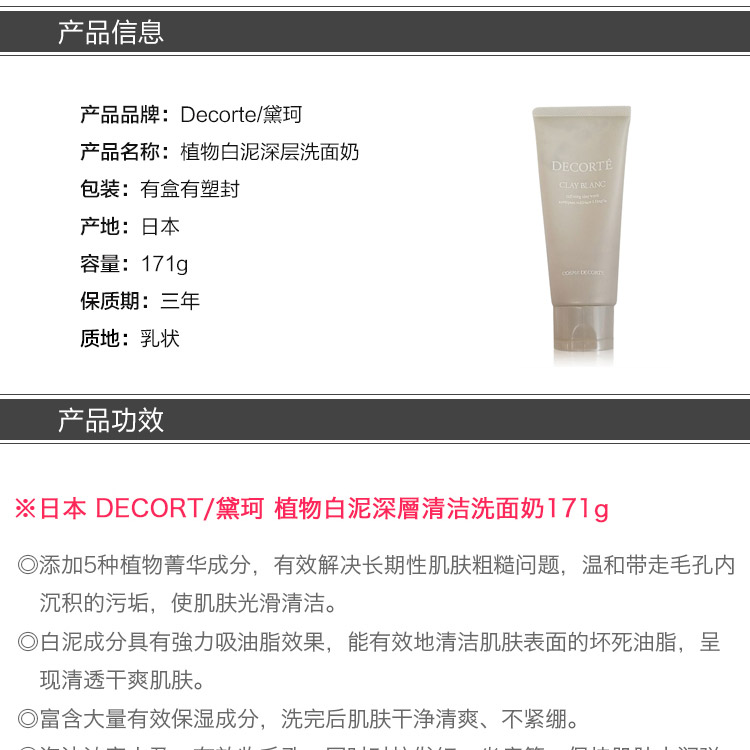 产品信息
产品品牌：Decorte/黛珂
产品名称：植物白泥深层洗面奶
包装：有盒有塑封
产地：日本
容量：171g
保质期：三年
质地：乳状
DECORTÉ
CLAY BLANC
COSME DECORTE
产品功效
※日本 DECORT/黛珂 植物白泥深層清洁洗面奶171g
◎添加5种植物菁华成分，有效解决长期性肌肤粗糙问题，温和带走毛孔内
沉积的污垢，使肌肤光滑清洁。
◎白泥成分具有強力吸油脂效果，能有效地清洁肌肤表面的坏死油脂，呈
现清透干爽肌肤。
◎富含大量有效保湿成分，洗完后肌肤干净清爽、不紧绷。